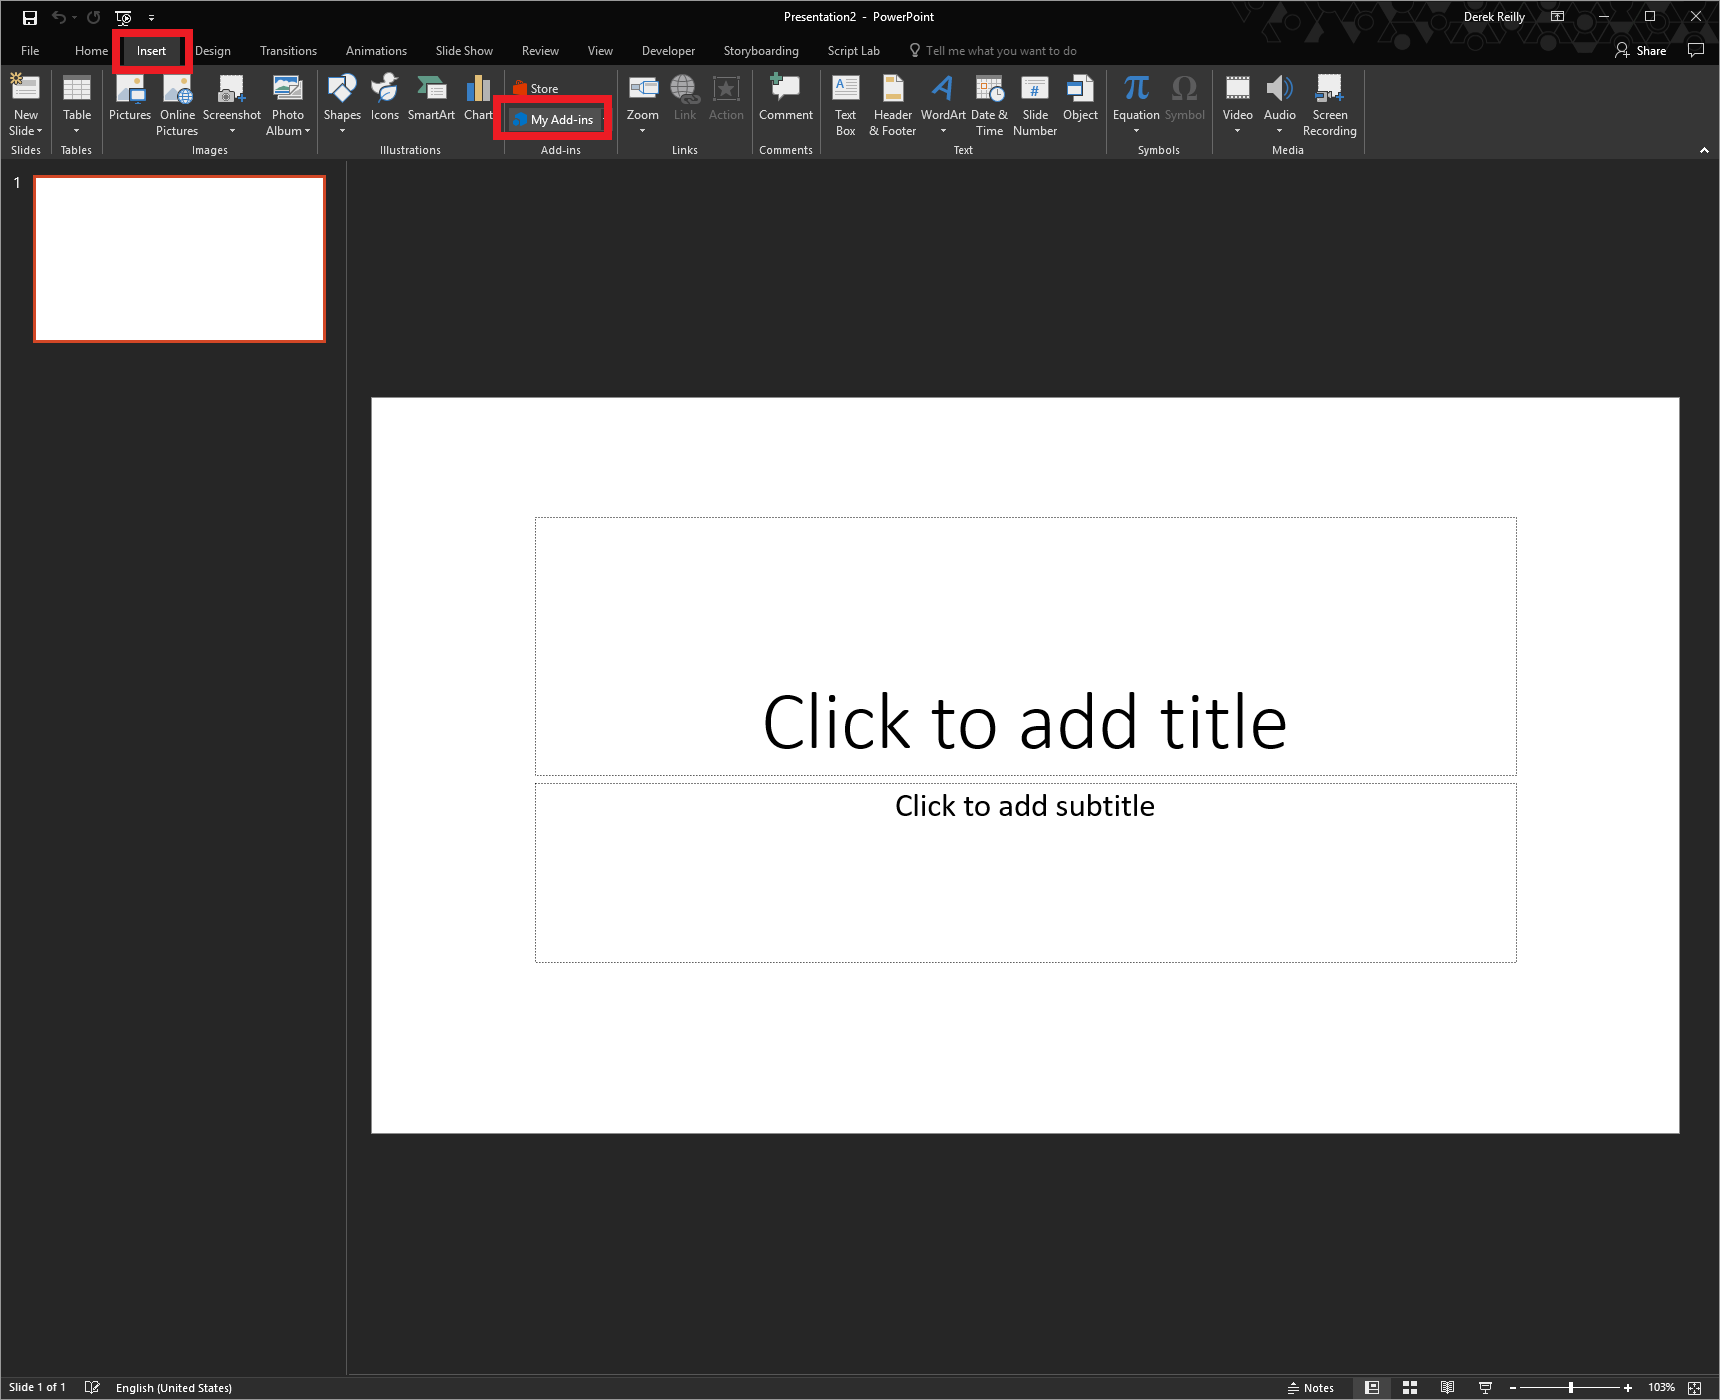 Presentation2 - PowerPoint
Derek Reilly
File Home Insert Design Transitions Animations Slide Show Review View Developer Storyboarding Script Lab Tell me what you want to do Share
Store
My Add-ins
New Slide
Table
Pictures
Online Pictures
Screenshot
Photo Album
Shapes
Icons
SmartArt
Chart
Zoom
Link
Action
Comment
Text Box
Header & Footer
WordArt
Date & Time
Slide Number
Object
Equation
Symbol
Video
Audio
Screen Recording
Slides Tables Images Illustrations Add-ins Links Comments Text Symbols Media
1
Click to add title
Click to add subtitle
Slide 1 of 1 English (United States) Notes 103%